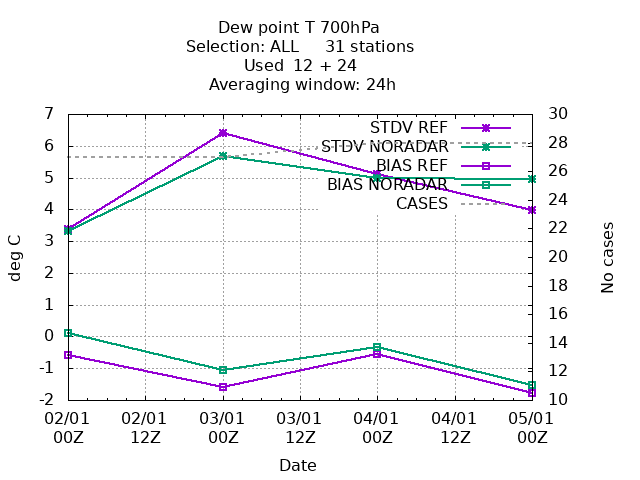 Dew point T 700hPa
Selection: ALL 31 stations
Used 12 + 24
Averaging window: 24h
7 30
6 28
5 26
4 24
3 22
2 20
1 18
0 16
-1 14
-2 12
10
deg C
No cases
STDV REF
STDV NORADAR
BIAS REF
BIAS NORADAR
CASES
02/01 02/01 03/01 03/01 04/01 04/01 05/01
00Z 12Z 00Z 12Z 00Z 12Z 00Z
Date